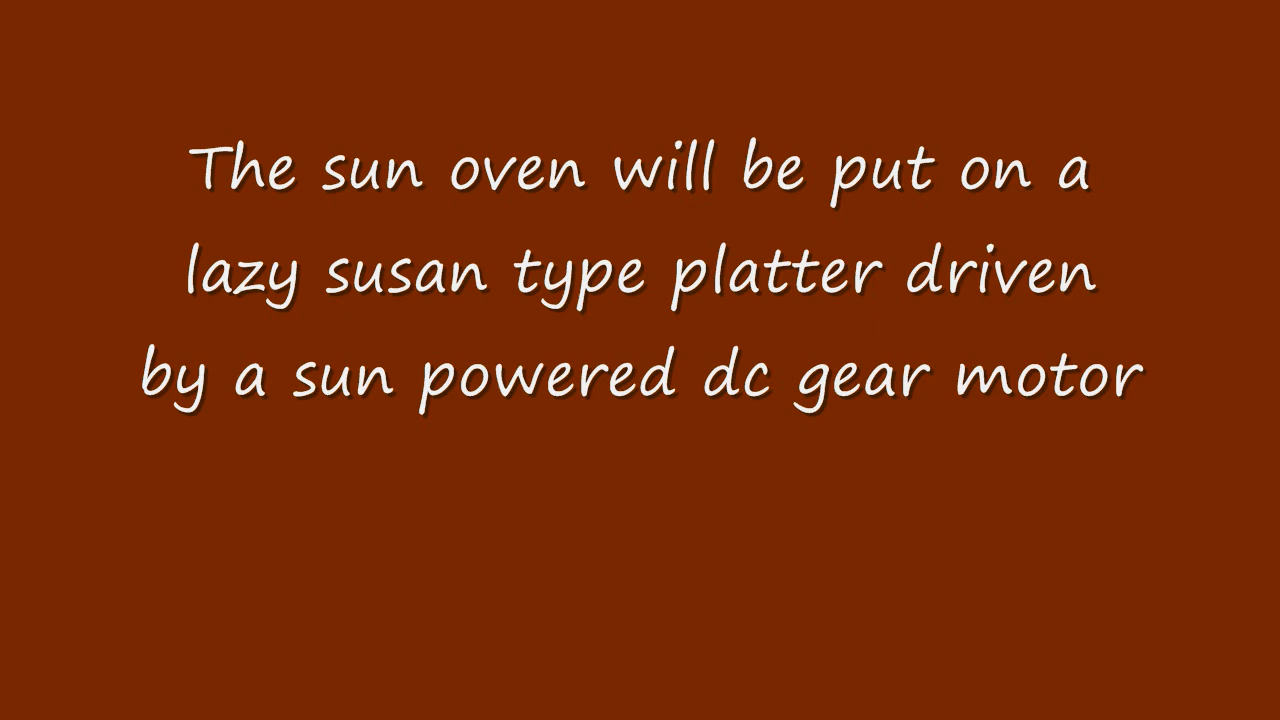 The sun oven will be put on a
lazy susan type platter driven
by a sun powered dc gear motor